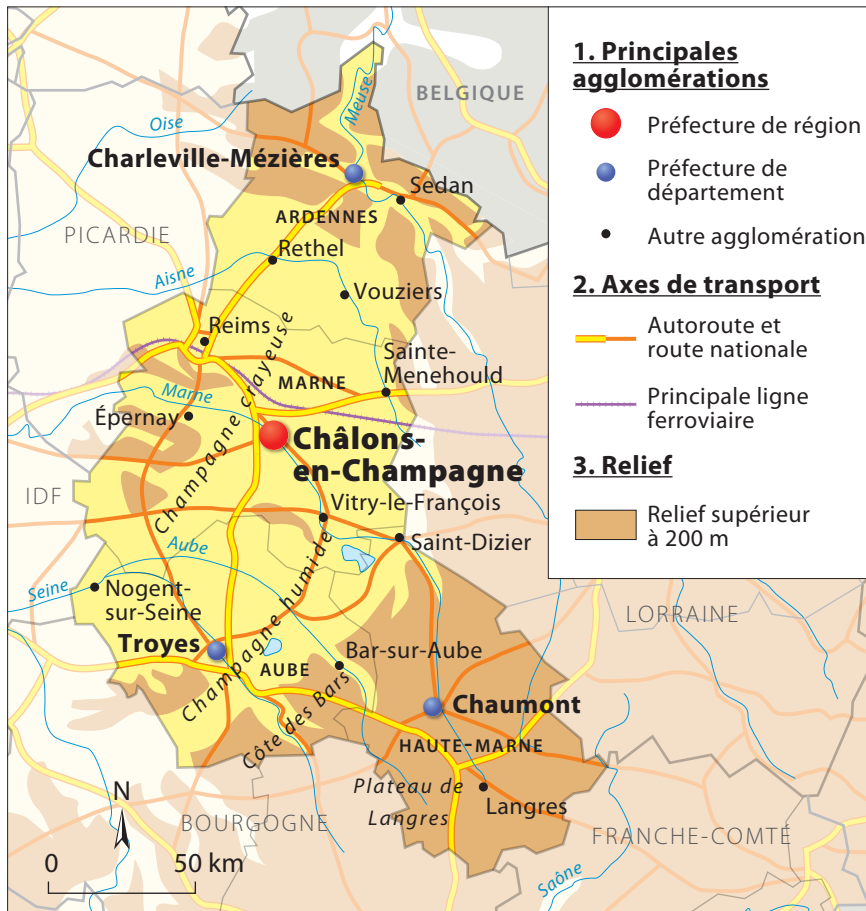 BELGIQUE
Meuse
Oise
Charleville-Mézières
Sedan
ARDENNES
PICARDIE
Rethel
Aisne
Vouziers
Reims
Champagne crayeuse
Sainte-
Menehould
MARNE
Marne
Épernay
Châlons-
en-Champagne
IDF
Vitry-le-François
Aube
Saint-Dizier
Seine
Nogent-
sur-Seine
Champagne humide
Troyes
AUBE
Bar-sur-Aube
Côte des Bars
Chaumont
HAUTE-MARNE
Plateau de
Langres
Langres
LORRAINE
BOURGOGNE
FRANCHE-COMTÉ
Saône
N
0 50 km
1. Principales
agglomérations
Préfecture de région
Préfecture de
département
Autre agglomération
2. Axes de transport
Autoroute et
route nationale
Principale ligne
ferroviaire
3. Relief
Relief supérieur
à 200 m